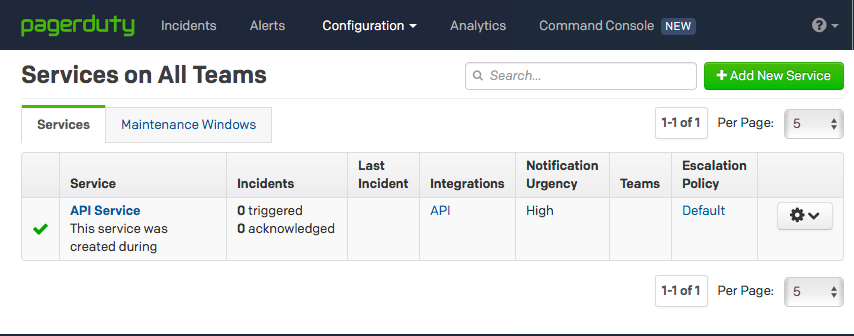 pagerduty Incidents Alerts Configuration Analytics Command Console NEW ?
Services on All Teams Search... + Add New Service
Services Maintenance Windows 1-1 of 1 Per Page: 5
Service Incidents Last Incident Integrations Notification Urgency Teams Escalation Policy
API Service 0 triggered API High Default
This service was 0 acknowledged
created during
1-1 of 1 Per Page: 5